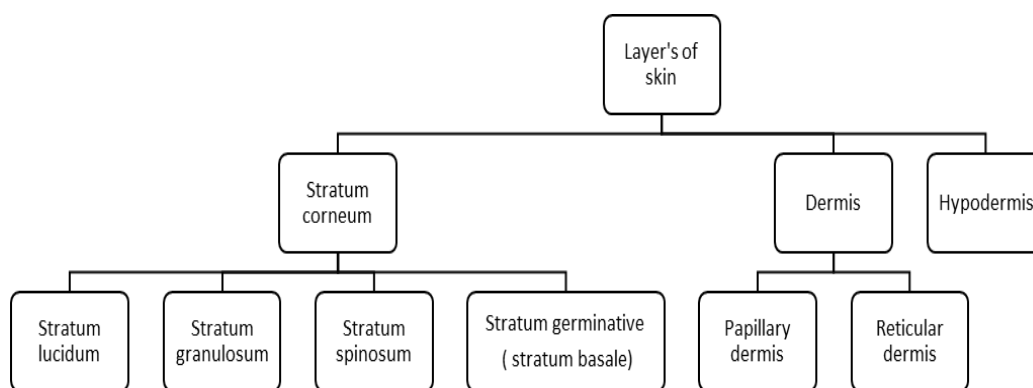 Layer's of
skin
Stratum
corneum
Dermis
Hypodermis
Stratum
lucidum
Stratum
granulosum
Stratum
spinosum
Stratum germinative
( stratum basale)
Papillary
dermis
Reticular
dermis